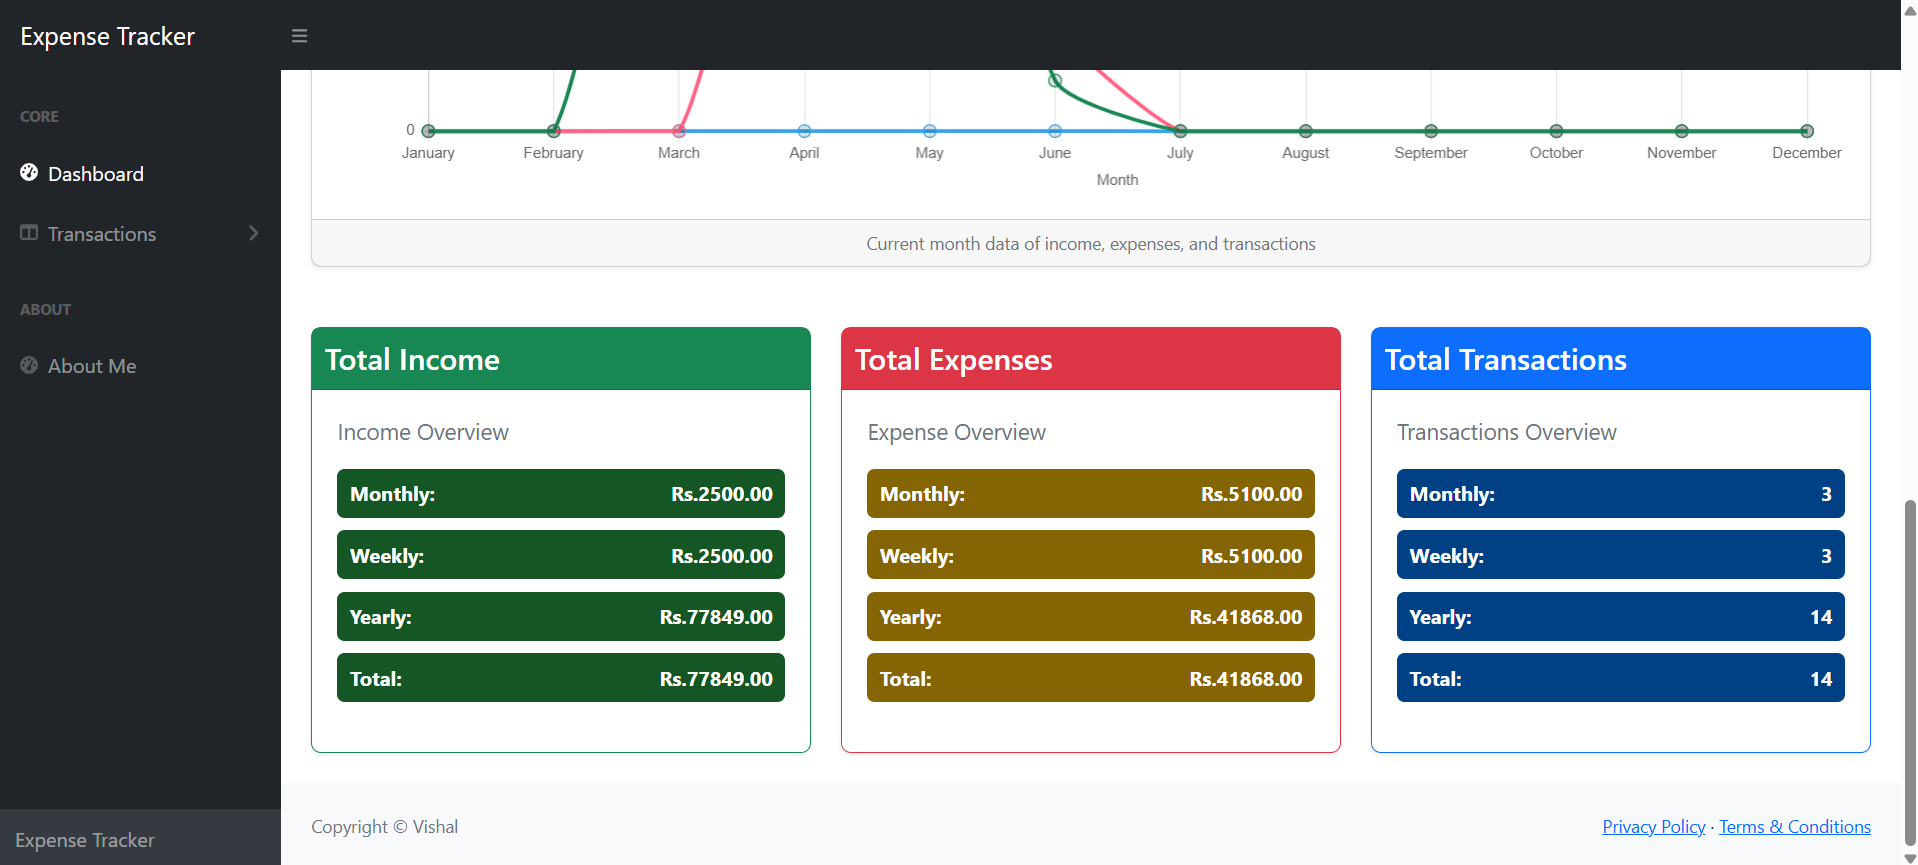 Expense Tracker
CORE
Dashboard
Transactions
ABOUT
About Me
Expense Tracker
0
January February March April May June July August September October November December
Month
Current month data of income, expenses, and transactions
Total Income
Income Overview
Monthly: Rs.2500.00
Weekly: Rs.2500.00
Yearly: Rs.77849.00
Total: Rs.77849.00
Total Expenses
Expense Overview
Monthly: Rs.5100.00
Weekly: Rs.5100.00
Yearly: Rs.41868.00
Total: Rs.41868.00
Total Transactions
Transactions Overview
Monthly: 3
Weekly: 3
Yearly: 14
Total: 14
Copyright © Vishal
Privacy Policy · Terms & Conditions